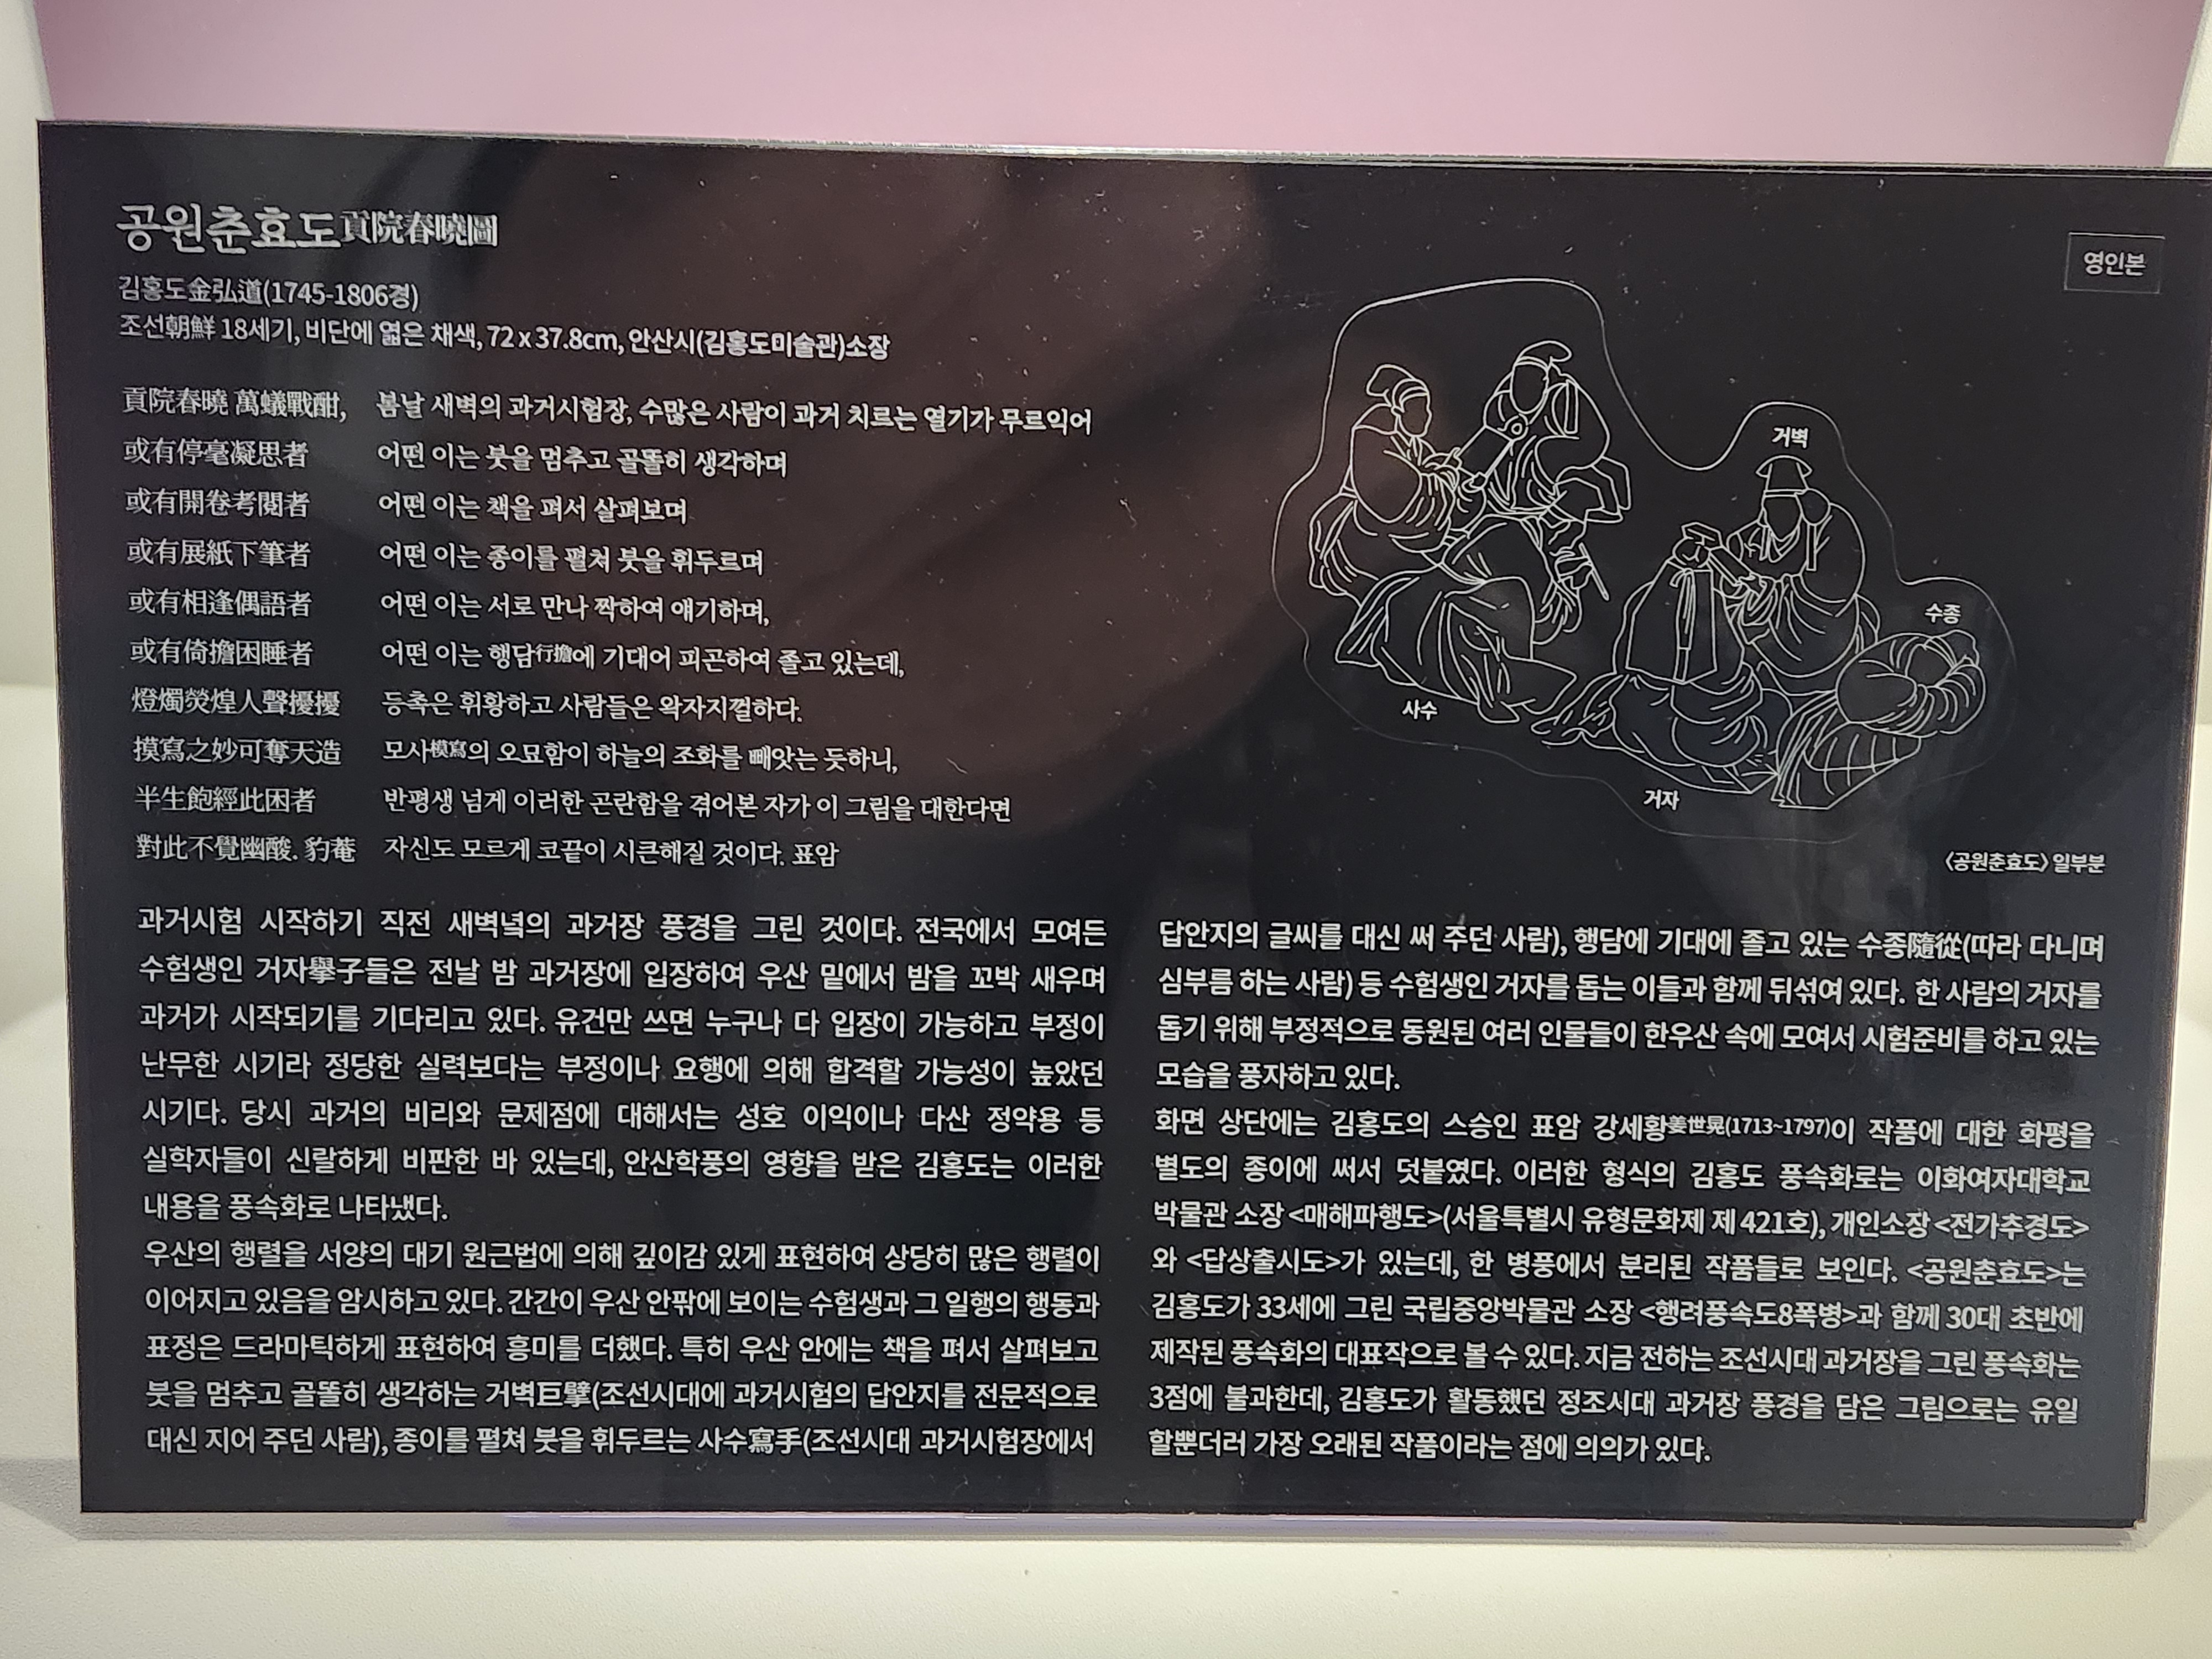 공원춘효도貢院春曉圖
영인본
김홍도金弘道(1745-1806경)
조선朝鮮 18세기, 비단에 엷은 채색, 72 x 37.8cm, 안산시(김홍도미술관)소장
貢院春曉 萬蟻戰酣, 봄날 새벽의 과거시험장, 수많은 사람이 과거 치르는 열기가 무르익어
或有停毫凝思者 어떤 이는 붓을 멈추고 골똘히 생각하며
或有開卷考閱者 어떤 이는 책을 펴서 살펴보며
或有展紙下筆者 어떤 이는 종이를 펼쳐 붓을 휘두르며
或有相逢偶語者 어떤 이는 서로 만나 짝하여 얘기하며,
或有倚擔困睡者 어떤 이는 행담行擔에 기대어 피곤하여 졸고 있는데,
燈燭熒煌人聲擾擾 등촉은 휘황하고 사람들은 왁자지껄하다.
摸寫之妙可奪天造 모사模寫의 오묘함이 하늘의 조화를 빼앗는 듯하니,
半生飽經此困者 반평생 넘게 이러한 곤란함을 겪어본 자가 이 그림을 대한다면
對此不覺幽酸. 豹菴 자신도 모르게 코끝이 시큰해질 것이다. 표암
거벽
수종
사수
거자
<공원춘효도> 일부분
과거시험 시작하기 직전 새벽녘의 과거장 풍경을 그린 것이다. 전국에서 모여든
수험생인 거자擧子들은 전날 밤 과거장에 입장하여 우산 밑에서 밤을 꼬박 새우며
과거가 시작되기를 기다리고 있다. 유건만 쓰면 누구나 다 입장이 가능하고 부정이
난무한 시기라 정당한 실력보다는 부정이나 요행에 의해 합격할 가능성이 높았던
시기다. 당시 과거의 비리와 문제점에 대해서는 성호 이익이나 다산 정약용 등
실학자들이 신랄하게 비판한 바 있는데, 안산학풍의 영향을 받은 김홍도는 이러한
내용을 풍속화로 나타냈다.
우산의 행렬을 서양의 대기 원근법에 의해 깊이감 있게 표현하여 상당히 많은 행렬이
이어지고 있음을 암시하고 있다. 간간이 우산 안팎에 보이는 수험생과 그 일행의 행동과
표정은 드라마틱하게 표현하여 흥미를 더했다. 특히 우산 안에는 책을 펴서 살펴보고
붓을 멈추고 골똘히 생각하는 거벽巨擘(조선시대에 과거시험의 답안지를 전문적으로
대신 지어 주던 사람), 종이를 펼쳐 붓을 휘두르는 사수寫手(조선시대 과거시험장에서
답안지의 글씨를 대신 써 주던 사람), 행담에 기대에 졸고 있는 수종隨從(따라 다니며
심부름 하는 사람) 등 수험생인 거자를 돕는 이들과 함께 뒤섞여 있다. 한 사람의 거자를
돕기 위해 부정적으로 동원된 여러 인물들이 한우산 속에 모여서 시험준비를 하고 있는
모습을 풍자하고 있다.
화면 상단에는 김홍도의 스승인 표암 강세황姜世晃(1713~1797)이 작품에 대한 화평을
별도의 종이에 써서 덧붙였다. 이러한 형식의 김홍도 풍속화로는 이화여자대학교
박물관 소장 <매해파행도>(서울특별시 유형문화제 제 421호), 개인소장 <전가추경도>
와 <답상출시도>가 있는데, 한 병풍에서 분리된 작품들로 보인다. <공원춘효도>는
김홍도가 33세에 그린 국립중앙박물관 소장 <행려풍속도8폭병>과 함께 30대 초반에
제작된 풍속화의 대표작으로 볼 수 있다. 지금 전하는 조선시대 과거장을 그린 풍속화는
3점에 불과한데, 김홍도가 활동했던 정조시대 과거장 풍경을 담은 그림으로는 유일
할뿐더러 가장 오래된 작품이라는 점에 의의가 있다.